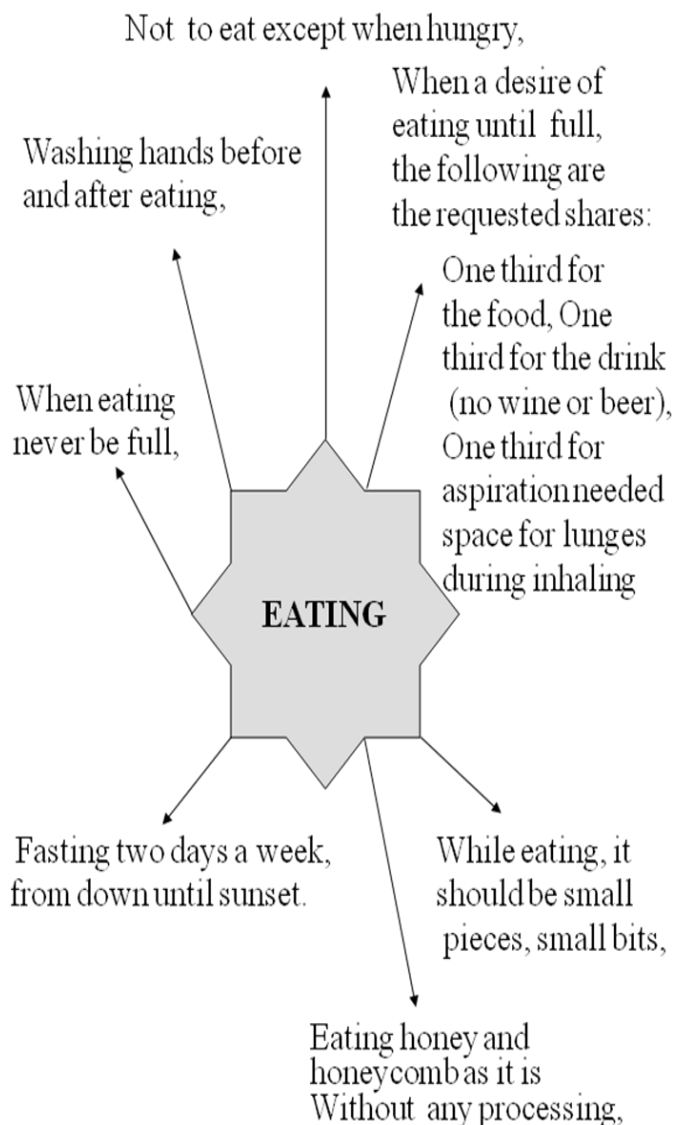 Not to eat except when hungry,
When a desire of
eating until full,
the following are
the requested shares:
One third for
the food, One
third for the drink
(no wine or beer),
One third for
aspiration needed
space for lunges
during inhaling
Washing hands before
and after eating,
When eating
never be full,
EATING
Fasting two days a week,
from down until sunset.
While eating, it
should be small
pieces, small bits,
Eating honey and
honeycomb as it is
Without any processing,